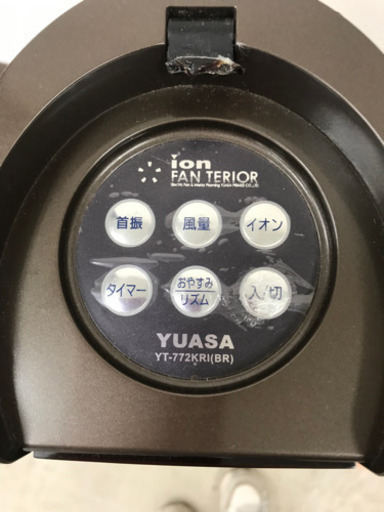 ion
FAN TERIOR
首振
風量
イオン
タイマー
おやすみ
リズム
入/切
YUASA
YT-772KRI(BR)